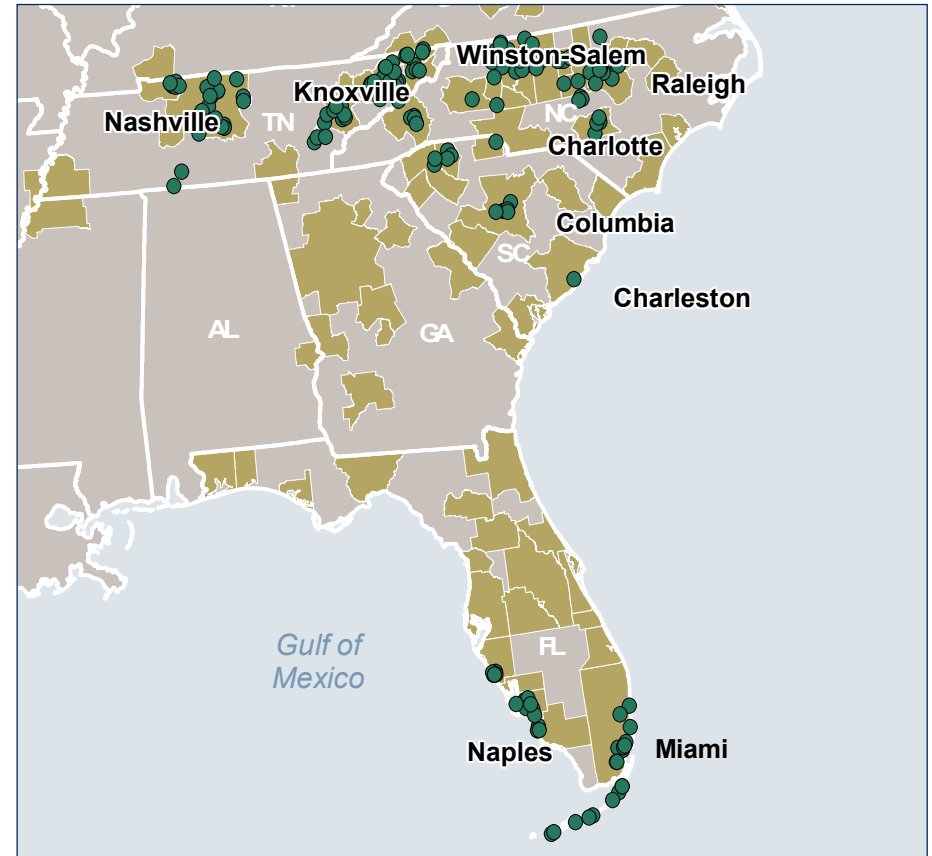 Winston-Salem
Knoxville
Raleigh
Nashville
TN
NC
Charlotte
Columbia
SC
Charleston
AL
GA
Gulf of
Mexico
FL
Naples
Miami